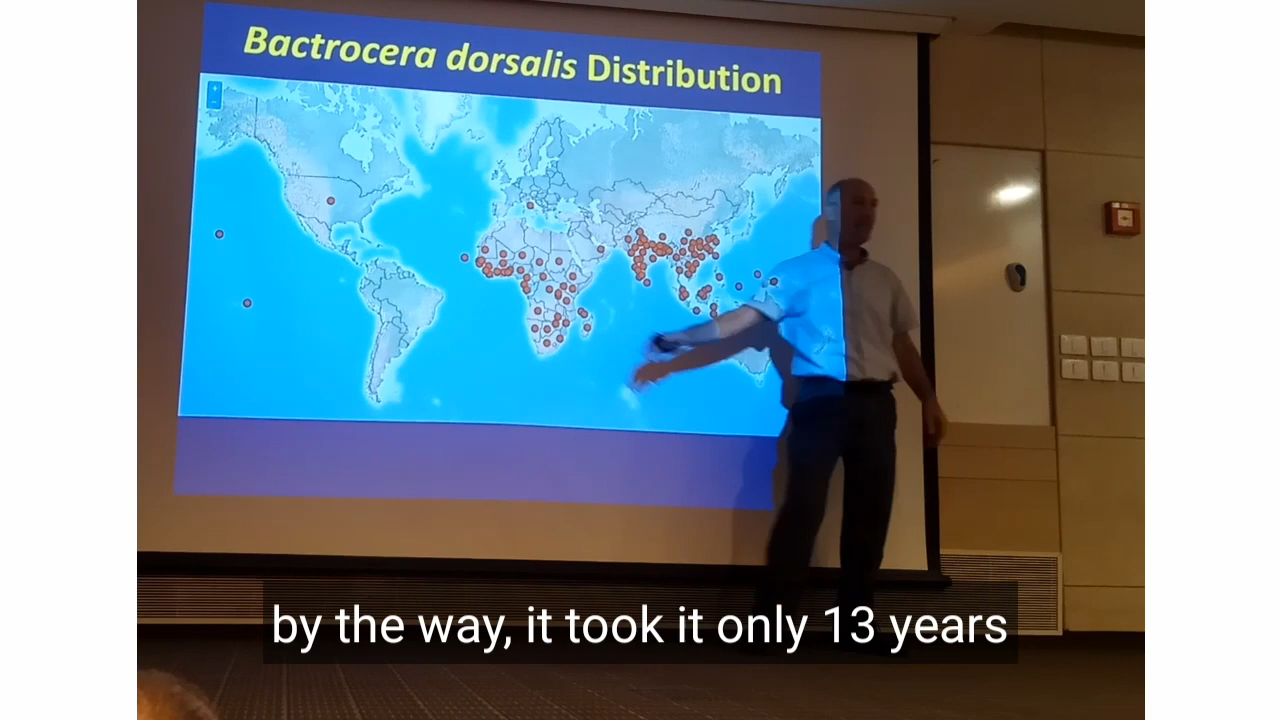 Bactrocera dorsalis Distribution
by the way, it took it only 13 years